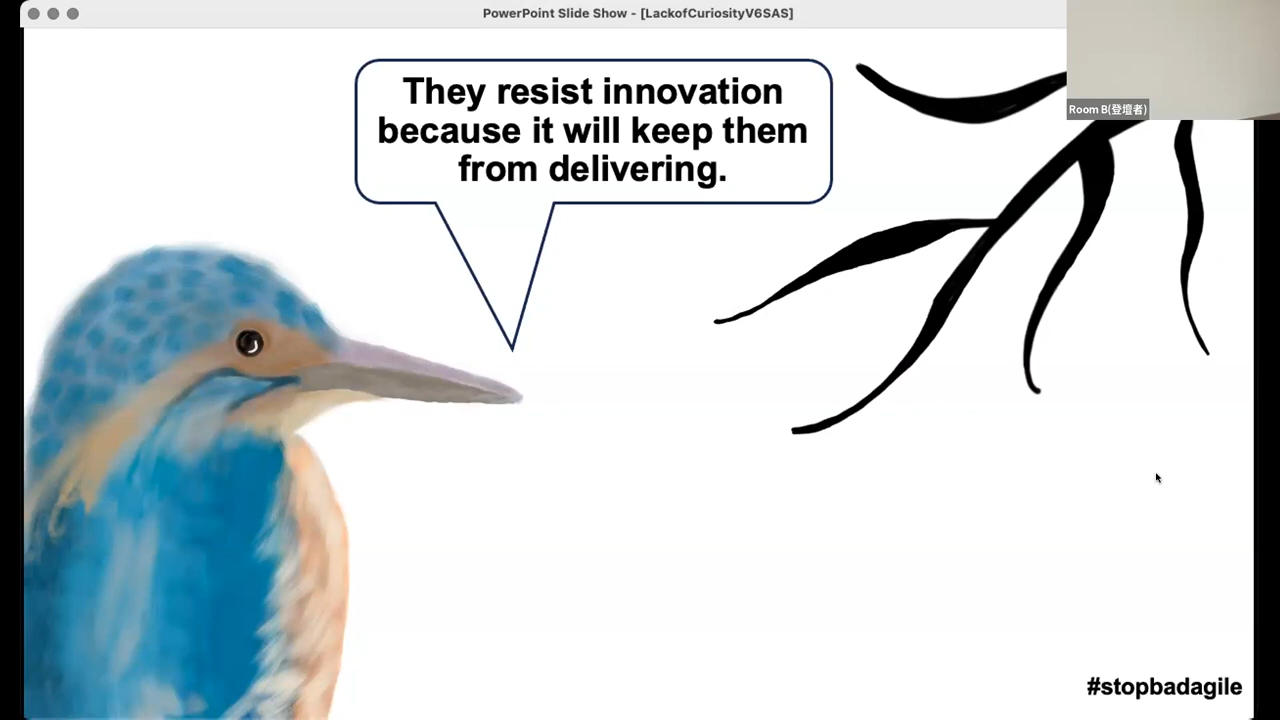 PowerPoint Slide Show - [LackofCuriosityV6SAS]
Room B(登壇者)
They resist innovation
because it will keep them
from delivering.
#stopbadagile